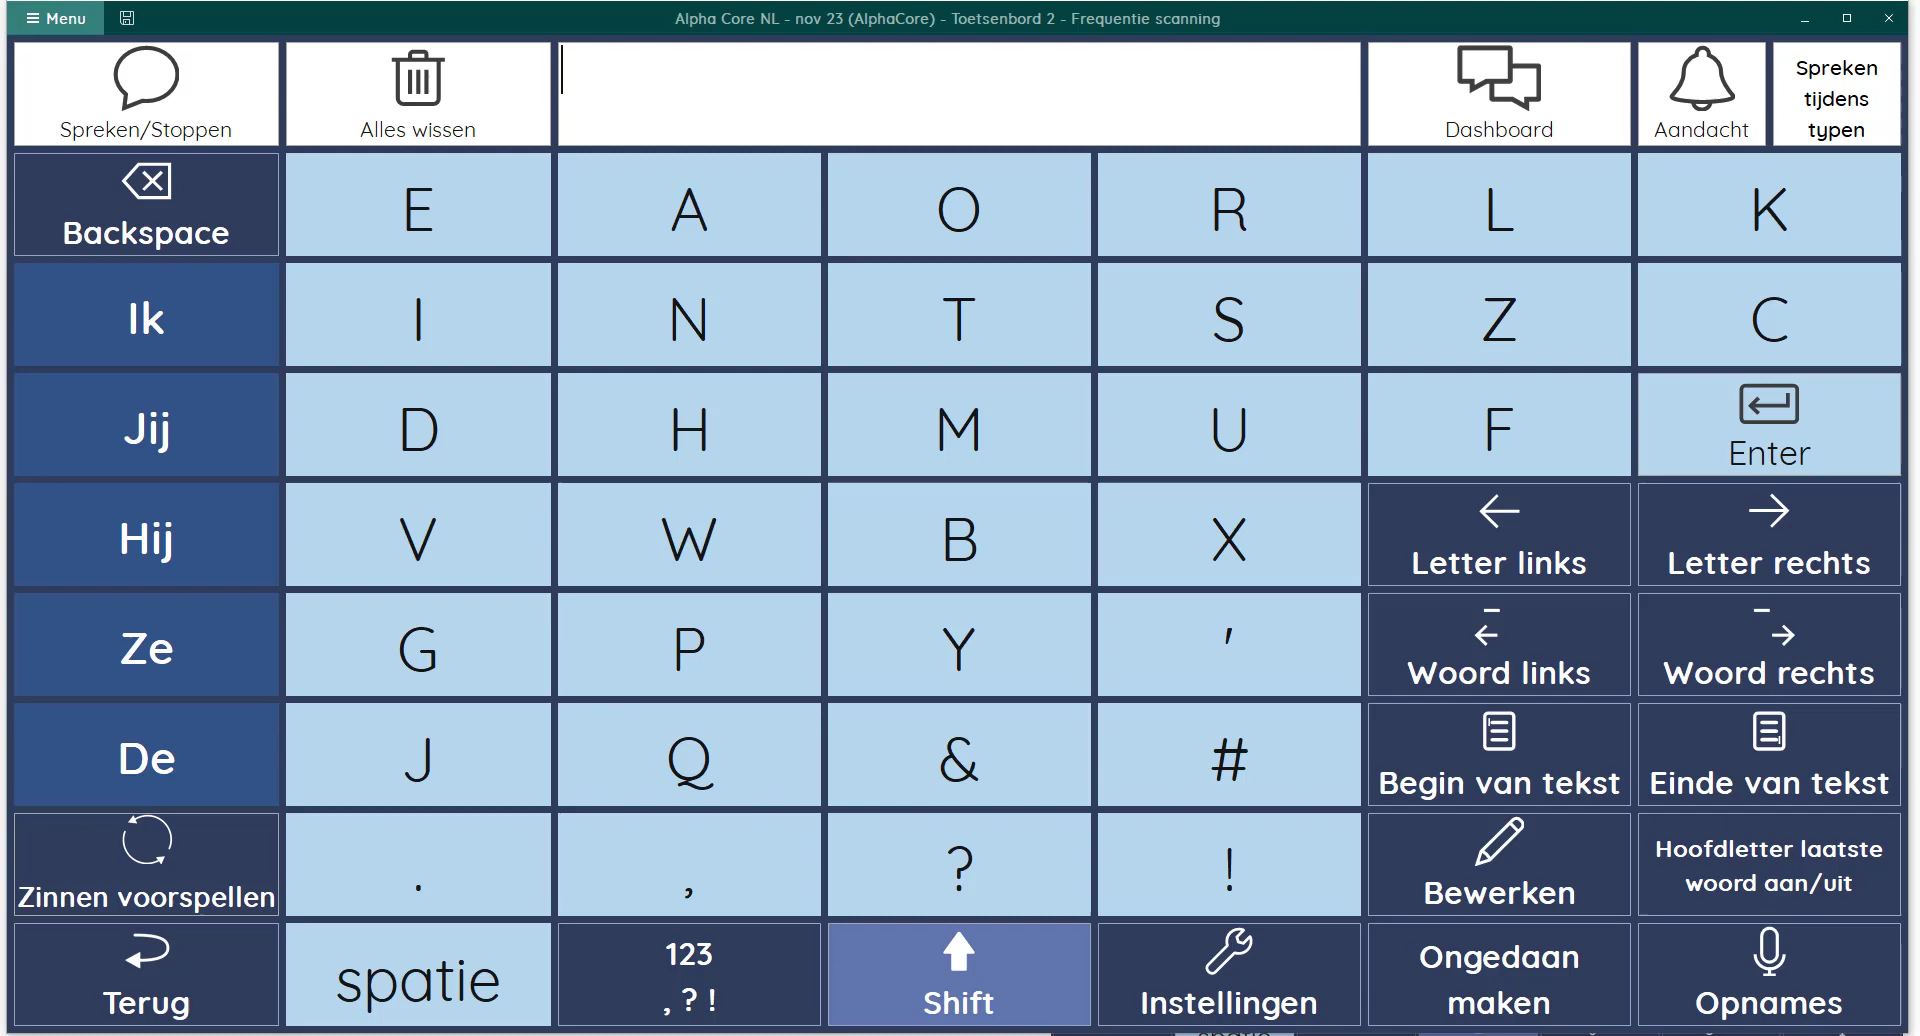 Menu
Alpha Core NL - nov 23 (AlphaCore) - Toetsenbord 2 - Frequentie scanning
Spreken/Stoppen
Alles wissen
Dashboard
Aandacht
Spreken
tijdens
typen
Backspace
E
A
O
R
L
K
Ik
I
N
T
S
Z
C
Jij
D
H
M
U
F
Enter
Hij
V
W
B
X
Letter links
Letter rechts
Ze
G
P
Y
'
Woord links
Woord rechts
De
J
Q
&
#
Begin van tekst
Einde van tekst
Zinnen voorspellen
.
,
?
!
Bewerken
Hoofdletter laatste
woord aan/uit
Terug
spatie
123
, ? !
Shift
Instellingen
Ongedaan
maken
Opnames